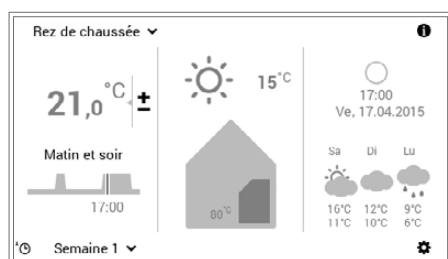 Rez de chaussée
21,0°C ±
Matin et soir
17:00
Semaine 1
15°C
80°C
17:00
Ve, 17.04.2015
Sa Di Lu
16°C 12°C 9°C
11°C 10°C 6°C